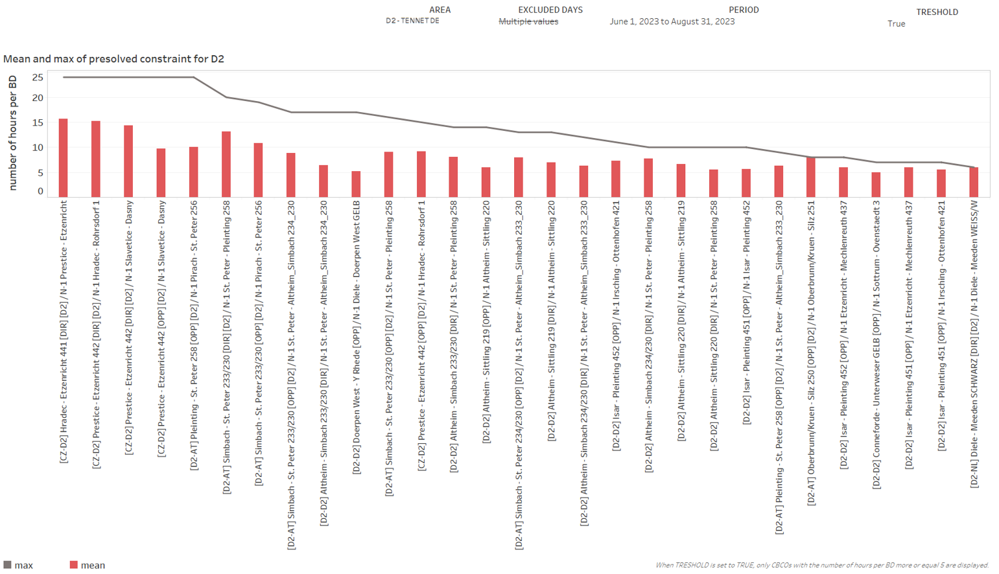 AREA
D2 - TENNET DE
EXCLUDED DAYS
Multiple values
PERIOD
June 1, 2023 to August 31, 2023
TRESHOLD
True
Mean and max of presolved constraint for D2
number of hours per BD
25
20
15
10
5
0
[CZ-D2] Hradec - Etzenricht 441 [DIR] [D2] / N-1 Prestice - Etzenricht
[CZ-D2] Prestice - Etzenricht 442 [DIR] [D2] / N-1 Hradec - Rohrsdorf 1
[CZ-D2] Prestice - Etzenricht 442 [DIR] [D2] / N-1 Slavetice - Dasny
[CZ-D2] Prestice - Etzenricht 442 [OPP] [D2] / N-1 Slavetice - Dasny
[D2-AT] Pleinting - St. Peter 258 [OPP] [D2] / N-1 Pirach - St. Peter 256
[D2-AT] Simbach - St. Peter 233/230 [DIR] [D2] / N-1 St. Peter - Pleinting 258
[D2-AT] Simbach - St. Peter 233/230 [OPP] [D2] / N-1 Pirach - St. Peter 256
[D2-AT] Simbach - St. Peter 233/230 [OPP] [D2] / N-1 St. Peter - Altheim_Simbach 234_230
[D2-D2] Altheim - Simbach 233/230 [DIR] / N-1 St. Peter - Altheim_Simbach 234_230
[D2-D2] Doerpen West - Y Rhede [OPP] / N-1 Diele - Doerpen West GELB
[D2-AT] Simbach - St. Peter 233/230 [OPP] [D2] / N-1 St. Peter - Pleinting 258
[CZ-D2] Prestice - Etzenricht 442 [OPP] [D2] / N-1 Hradec - Rohrsdorf 1
[D2-D2] Altheim - Simbach 233/230 [DIR] / N-1 St. Peter - Pleinting 258
[D2-D2] Altheim - Sittling 219 [OPP] / N-1 Altheim - Sittling 220
[D2-AT] Simbach - St. Peter 234/230 [OPP] [D2] / N-1 St. Peter - Altheim_Simbach 233_230
[D2-D2] Altheim - Sittling 219 [DIR] / N-1 Altheim - Sittling 220
[D2-D2] Altheim - Simbach 234/230 [DIR] / N-1 St. Peter - Altheim_Simbach 233_230
[D2-D2] Isar - Pleinting 452 [OPP] / N-1 Irsching - Ottenhofen 421
[D2-D2] Altheim - Simbach 234/230 [DIR] / N-1 St. Peter - Pleinting 258
[D2-D2] Altheim - Sittling 220 [DIR] / N-1 Altheim - Sittling 219
[D2-D2] Altheim - Sittling 220 [DIR] / N-1 St. Peter - Pleinting 258
[D2-D2] Isar - Pleinting 451 [OPP] / N-1 Isar - Pleinting 452
[D2-AT] Pleinting - St. Peter 258 [OPP] [D2] / N-1 St. Peter - Altheim_Simbach 233_230
[D2-AT] Oberbrunn/Kruen - Silz 250 [OPP] [D2] / N-1 Oberbrunn/Kruen - Silz 251
[D2-D2] Isar - Pleinting 452 [OPP] / N-1 Etzenricht - Mechlenreuth 437
[D2-D2] Conneforde - Unterweser GELB [OPP] / N-1 Sottrum - Ovenstaedt 3
[D2-D2] Isar - Pleinting 451 [OPP] / N-1 Etzenricht - Mechlenreuth 437
[D2-D2] Isar - Pleinting 451 [OPP] / N-1 Irsching - Ottenhofen 421
[D2-NL] Diele - Meeden SCHWARZ [DIR] [D2] / N-1 Diele - Meeden WEISS/W
max
mean
When TRESHOLD is set to TRUE, only CBCOs with the number of hours per BD more or equal 5 are displayed.